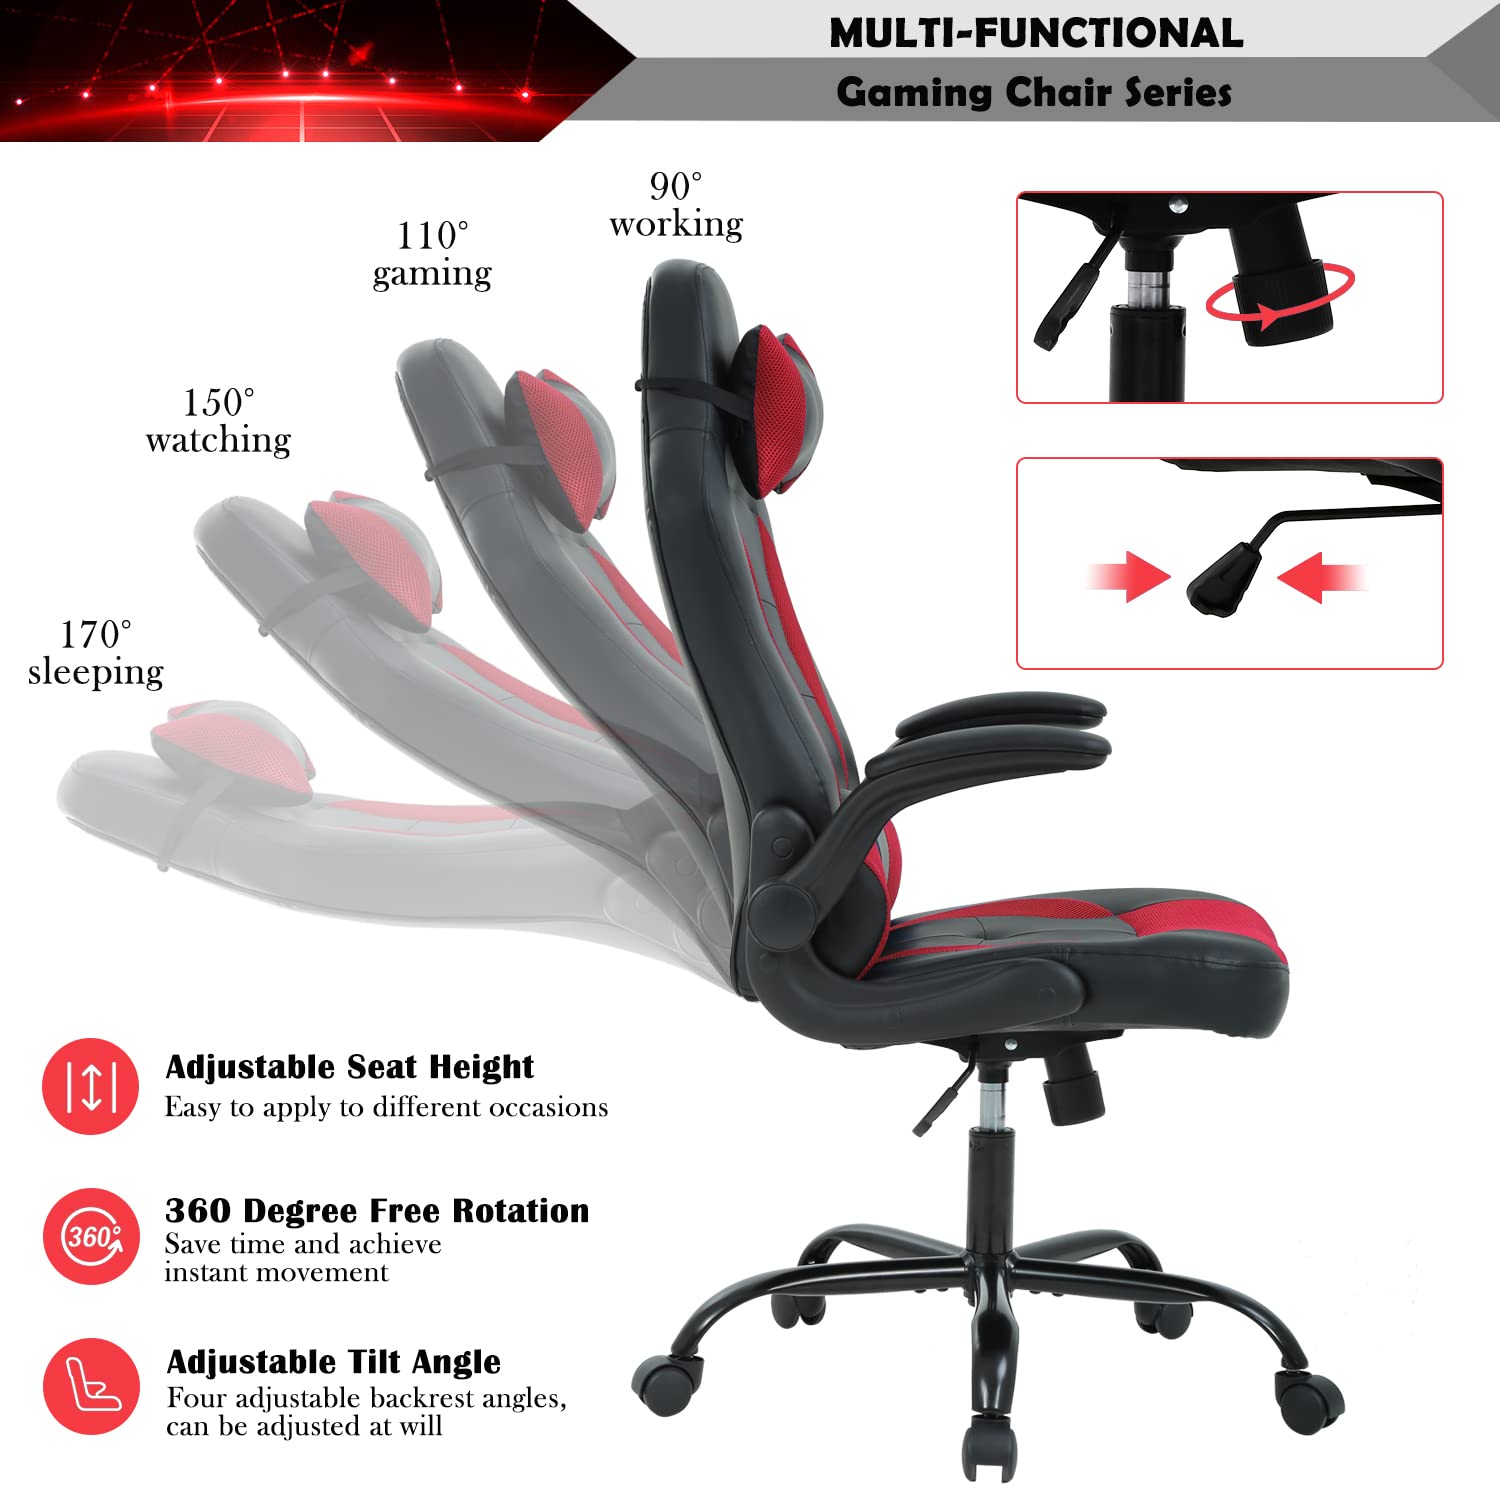 MULTI-FUNCTIONAL
Gaming Chair Series
90°
working
110°
gaming
150°
watching
170°
sleeping
Adjustable Seat Height
Easy to apply to different occasions
360°
360 Degree Free Rotation
Save time and achieve
instant movement
Adjustable Tilt Angle
Four adjustable backrest angles,
can be adjusted at will